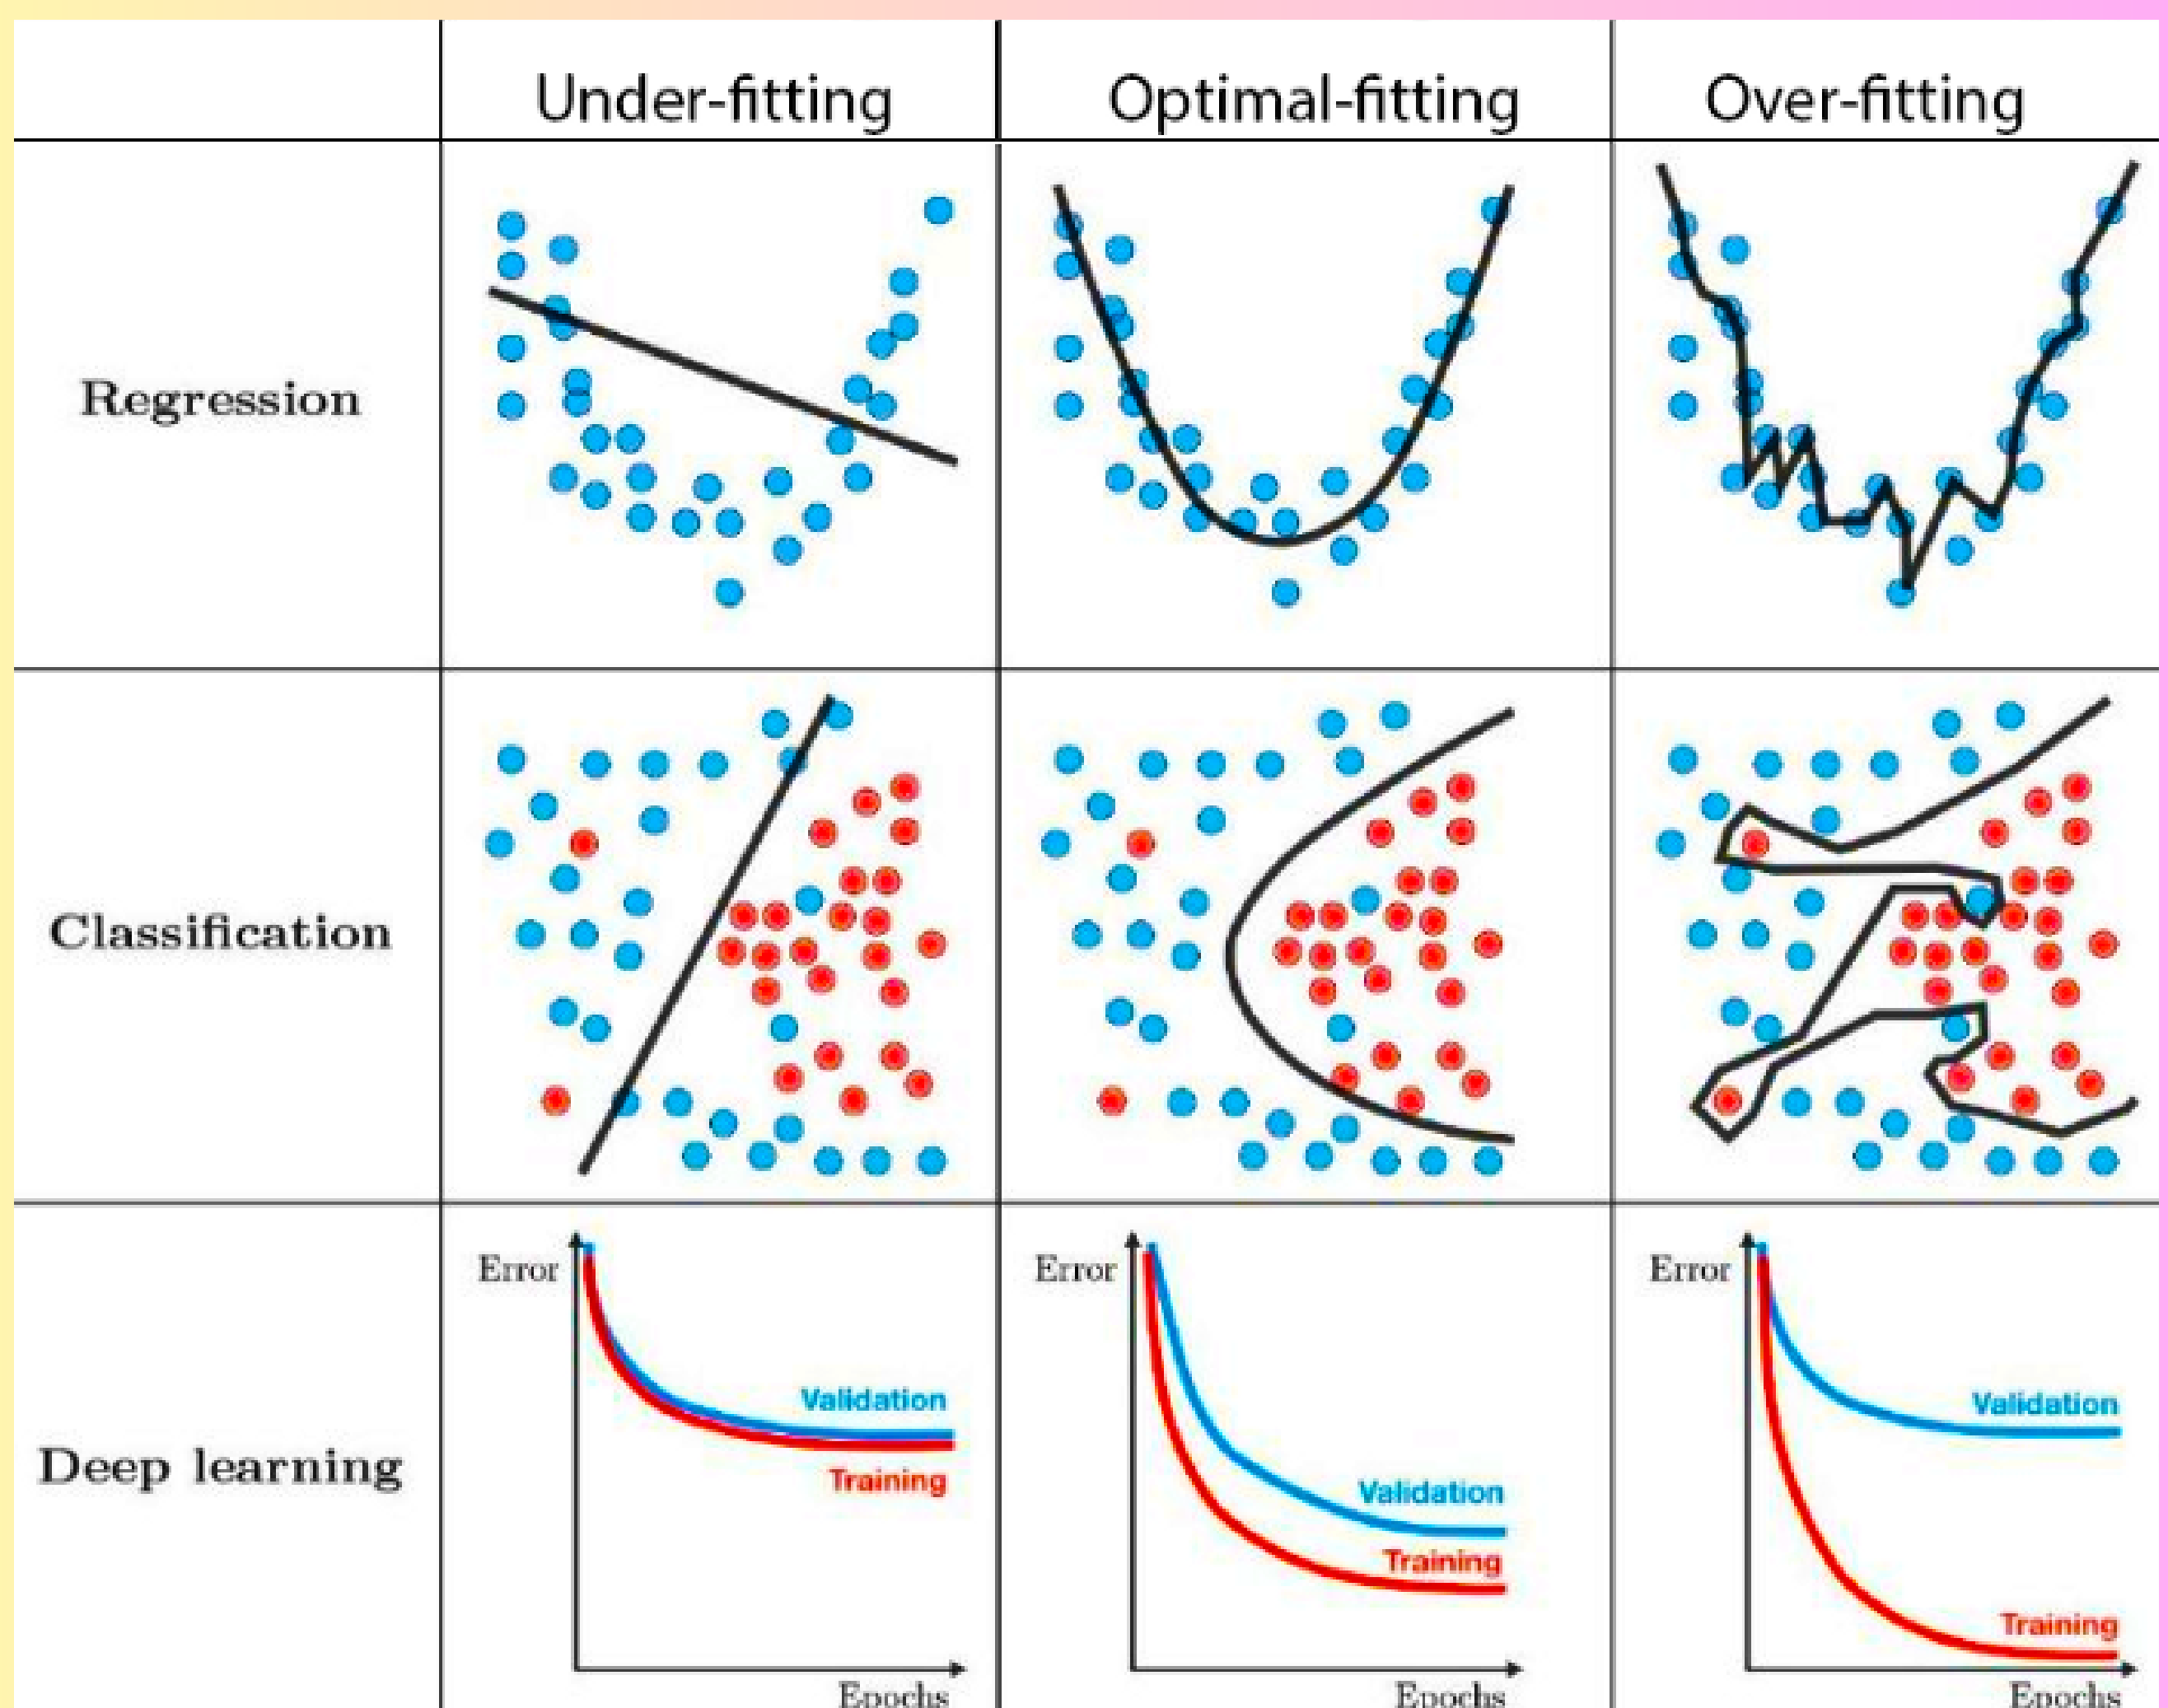 Under-fitting
Optimal-fitting
Over-fitting
Regression
Classification
Deep learning
Error
Validation
Training
Epochs
Error
Validation
Training
Epochs
Error
Validation
Training
Epochs